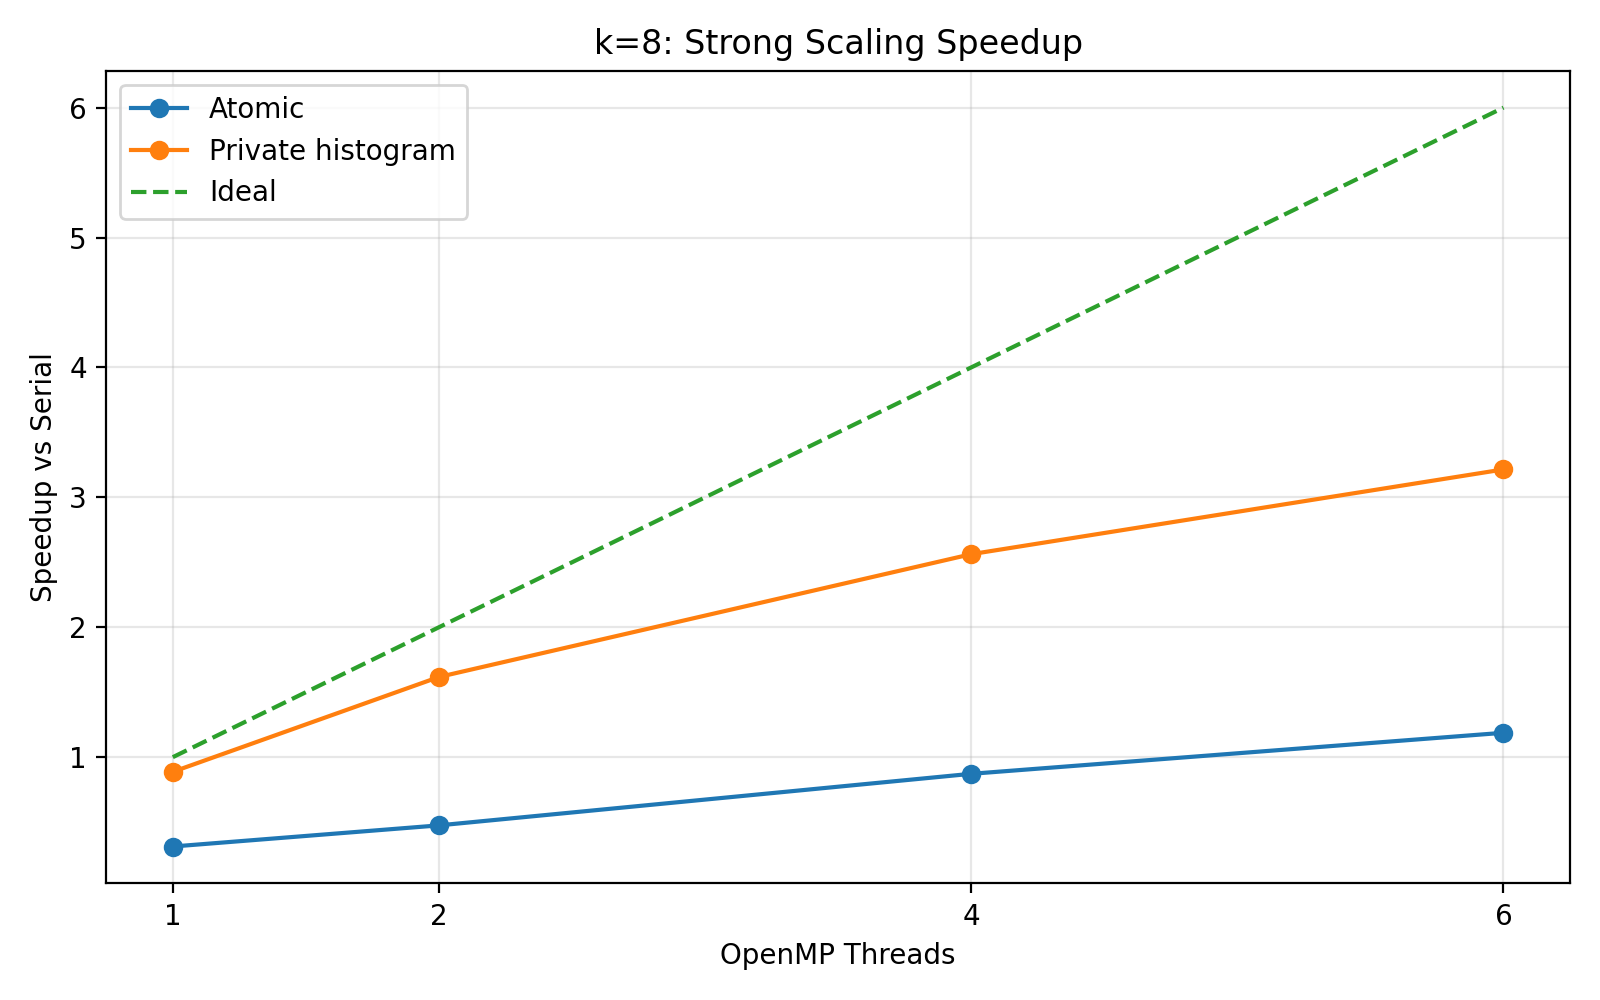 k=8: Strong Scaling Speedup
Atomic
Private histogram
Ideal
Speedup vs Serial
6
5
4
3
2
1
1 2 4 6
OpenMP Threads